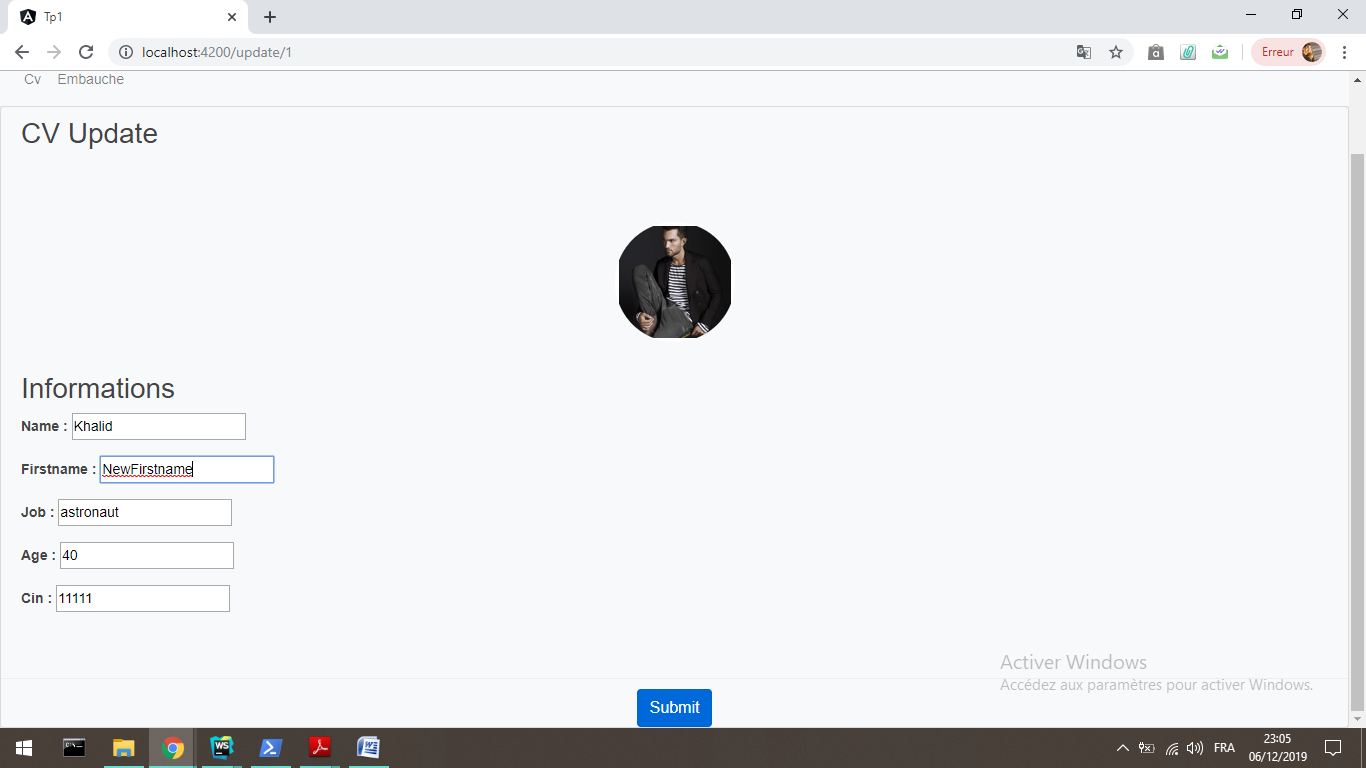 Tp1
localhost:4200/update/1
Erreur
Cv Embauche
CV Update
Informations
Name : Khalid
Firstname : NewFirstname
Job : astronaut
Age : 40
Cin : 11111
Activer Windows
Accédez aux paramètres pour activer Windows.
Submit
FRA
23:05
06/12/2019